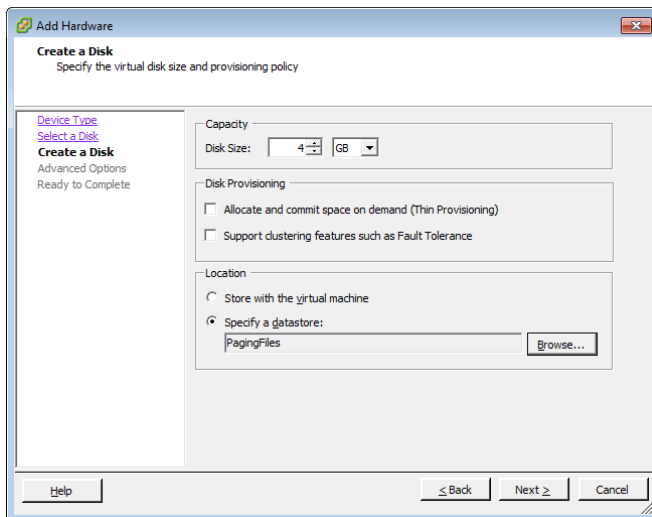 Add Hardware
Create a Disk
Specify the virtual disk size and provisioning policy
Device Type
Select a Disk
Create a Disk
Advanced Options
Ready to Complete
Capacity
Disk Size: 4 GB
Disk Provisioning
Allocate and commit space on demand (Thin Provisioning)
Support clustering features such as Fault Tolerance
Location
Store with the virtual machine
Specify a datastore:
PagingFiles Browse...
Help < Back Next > Cancel